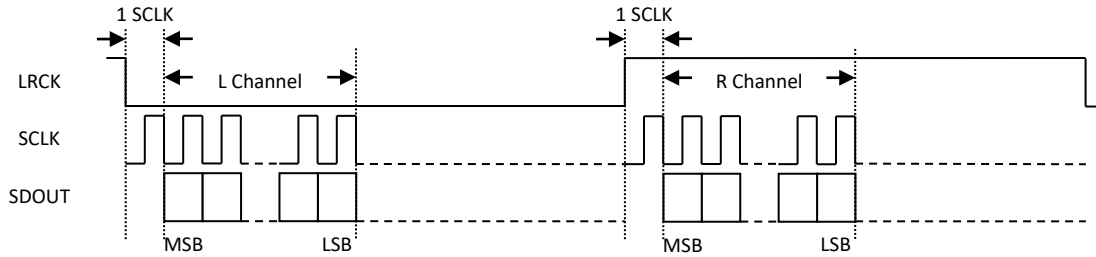 1 SCLK 1 SCLK
LRCK L Channel R Channel
SCLK
SDOUT
MSB LSB MSB LSB